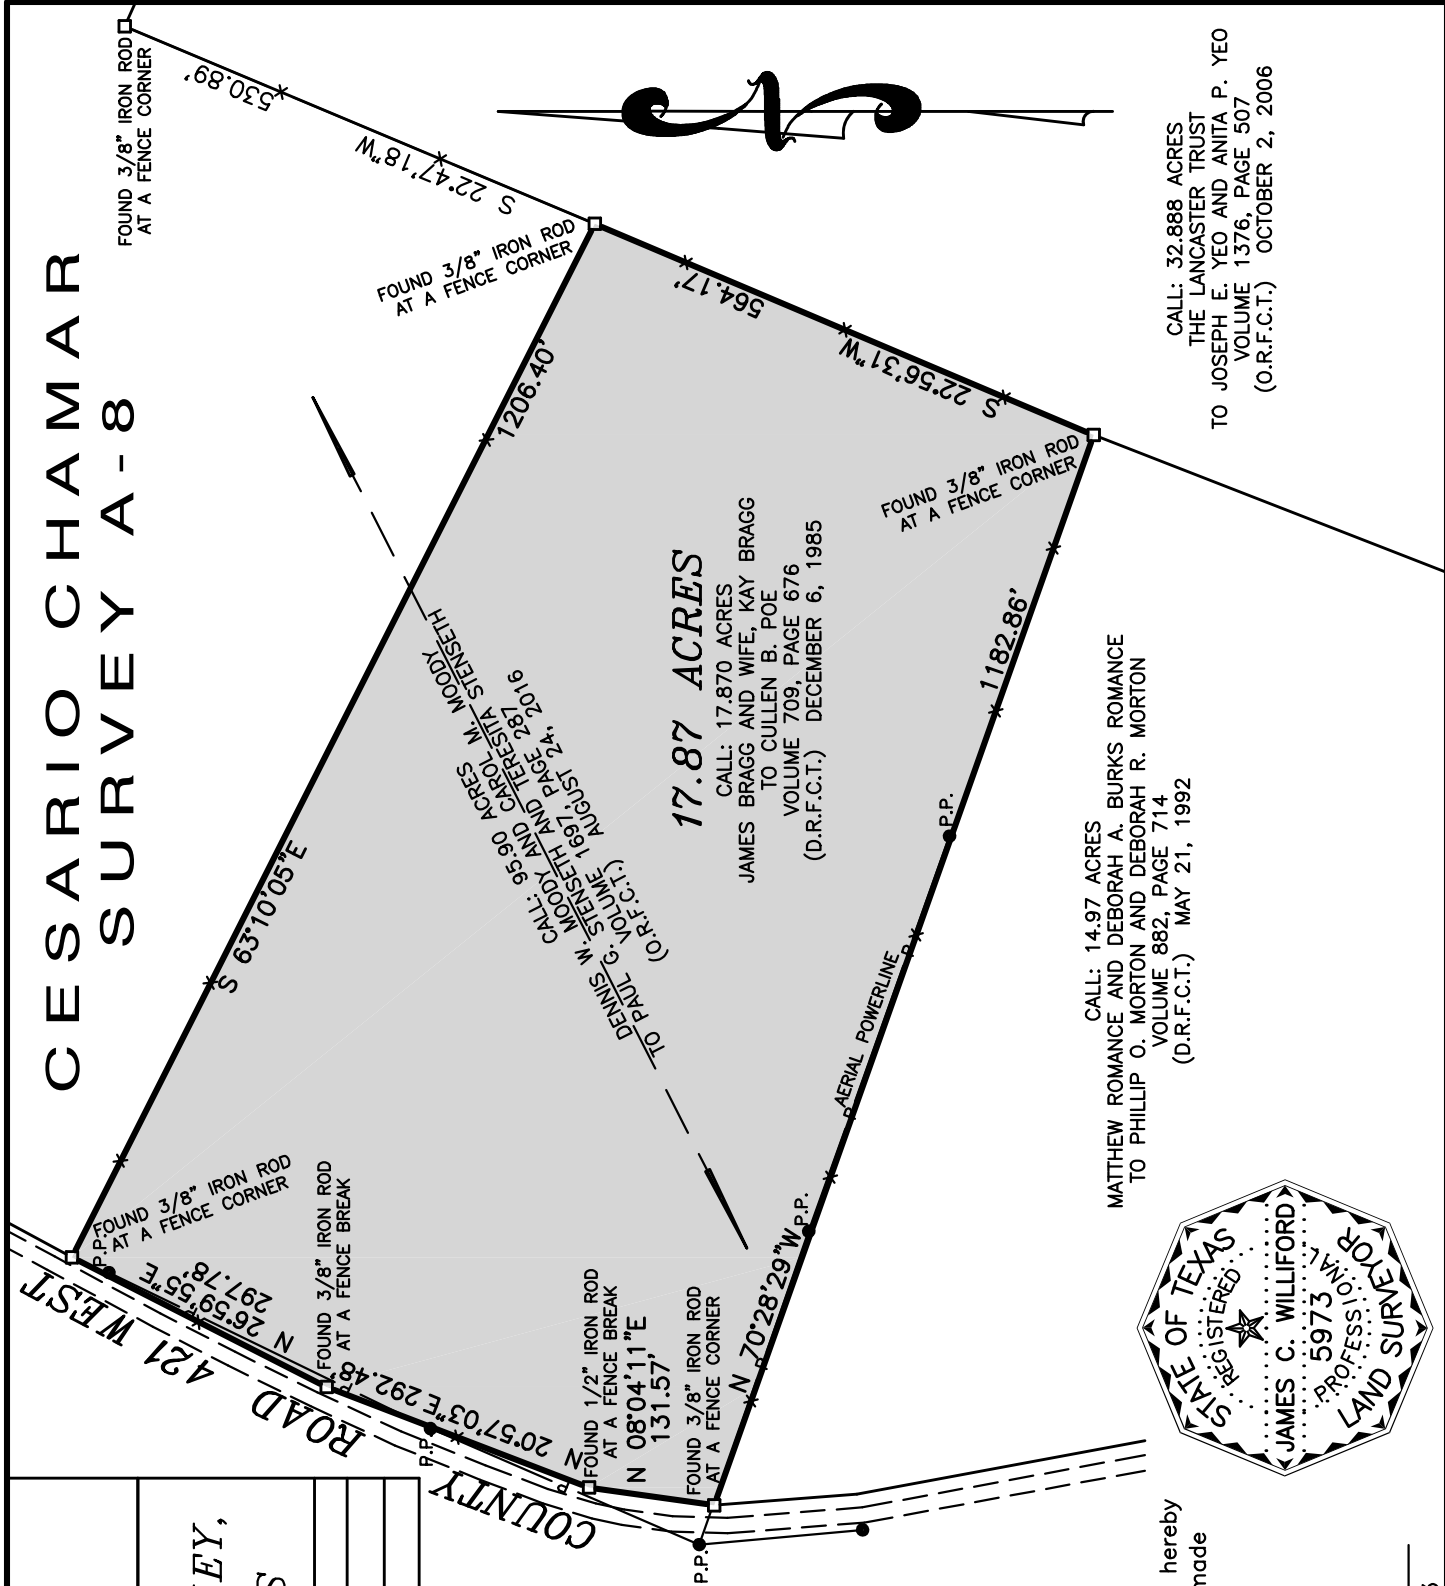 CESARIO CHAMAR
SURVEY A-8
FOUND 3/8" IRON ROD
AT A FENCE CORNER
530.89'
S 22°47'18"W
FOUND 3/8" IRON ROD
AT A FENCE CORNER
1206.40'
S 63°10'05"E
564.17'
S 22°56'31"W
FOUND 3/8" IRON ROD
AT A FENCE CORNER
CALL: 32.888 ACRES
THE LANCASTER TRUST
TO JOSEPH E. YEO AND ANITA P. YEO
VOLUME 1376, PAGE 507
(O.R.F.C.T.) OCTOBER 2, 2006
CALL: 95.90 ACRES
DENNIS W. MOODY AND CAROL M. MOODY
TO PAUL G. STENSETH AND TERESITA STENSETH
VOLUME 1697, PAGE 287
(O.R.F.C.T.) AUGUST 24, 2016
17.87 ACRES
CALL: 17.870 ACRES
JAMES BRAGG AND WIFE, KAY BRAGG
TO CULLEN B. POE
VOLUME 709, PAGE 676
(D.R.F.C.T.) DECEMBER 6, 1985
1182.86'
N 70°28'29"W
P.P.
AERIAL POWERLINE
P
P
P.P.
P
CALL: 14.97 ACRES
MATTHEW ROMANCE AND DEBORAH A. BURKS ROMANCE
TO PHILLIP O. MORTON AND DEBORAH R. MORTON
VOLUME 882, PAGE 714
(D.R.F.C.T.) MAY 21, 1992
P.P.
FOUND 3/8" IRON ROD
AT A FENCE CORNER
N 26°59'55"E
297.78'
P
FOUND 3/8" IRON ROD
AT A FENCE BREAK
P
N 20°57'03"E 292.48'
P.P.
P
FOUND 1/2" IRON ROD
AT A FENCE BREAK
N 08°04'11"E
131.57'
FOUND 3/8" IRON ROD
AT A FENCE CORNER
P.P.
COUNTY ROAD 421 WEST
STATE OF TEXAS
REGISTERED
JAMES C. WILLIFORD
5973
PROFESSIONAL
LAND SURVEYOR
EY,
S
hereby
made